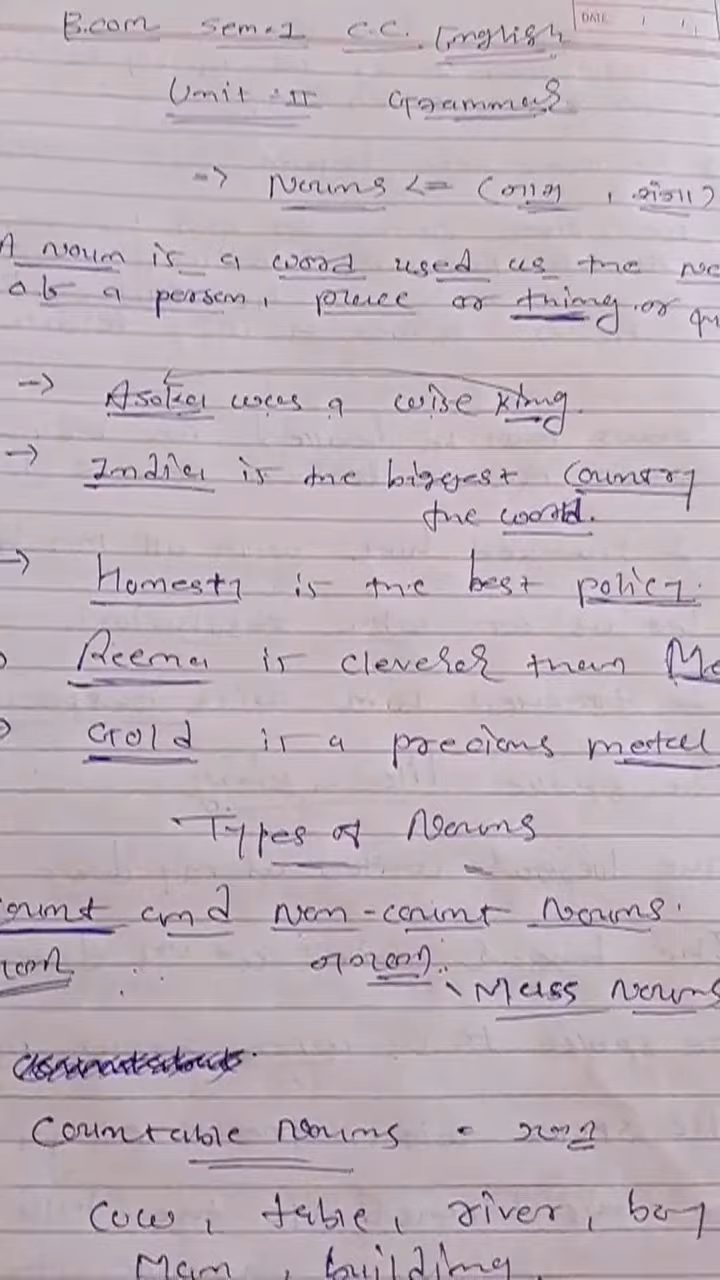 DATE / /
B.com sem-1 C.C. English
Unit : II Grammar
-> Nouns <= (નામ , સંજ્ઞા)
A noun is a word used as the
of a person, place or thing or
-> Asoka was a wise king.
-> India is the biggest country
the world.
-> Honesty is the best policy.
Reema is cleverer than
Gold is a precious metal
Types of Nouns
and Non-count Nouns.
Mass Nouns
Countable Nouns -
Cow, table, river, boy
Man, building